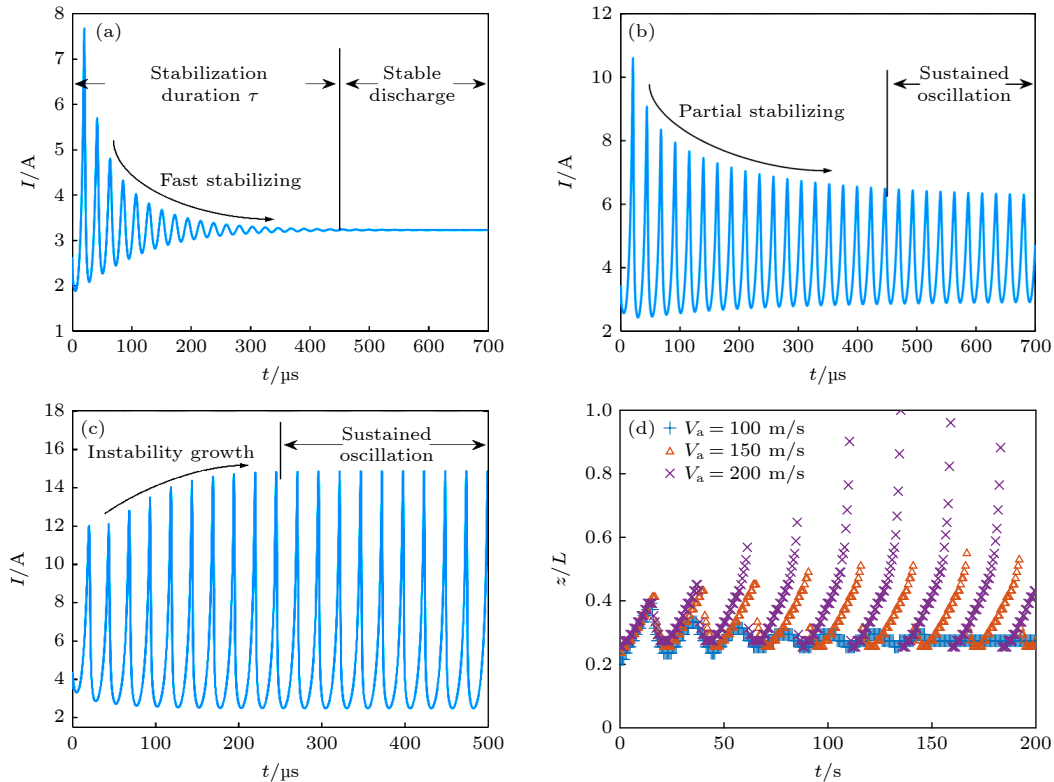 (a)
Stabilization
duration τ
Stable
discharge
Fast stabilizing
I/A
8
7
6
5
4
3
2
1
0 100 200 300 400 500 600 700
t/µs
(b)
Sustained
oscillation
Partial stabilizing
I/A
12
10
8
6
4
2
0 100 200 300 400 500 600 700
t/µs
(c)
Instability growth
Sustained
oscillation
I/A
18
16
14
12
10
8
6
4
2
0 100 200 300 400 500
t/µs
(d)
Va = 100 m/s
Va = 150 m/s
Va = 200 m/s
z/L
1.0
0.8
0.6
0.4
0.2
0
0 50 100 150 200
t/s